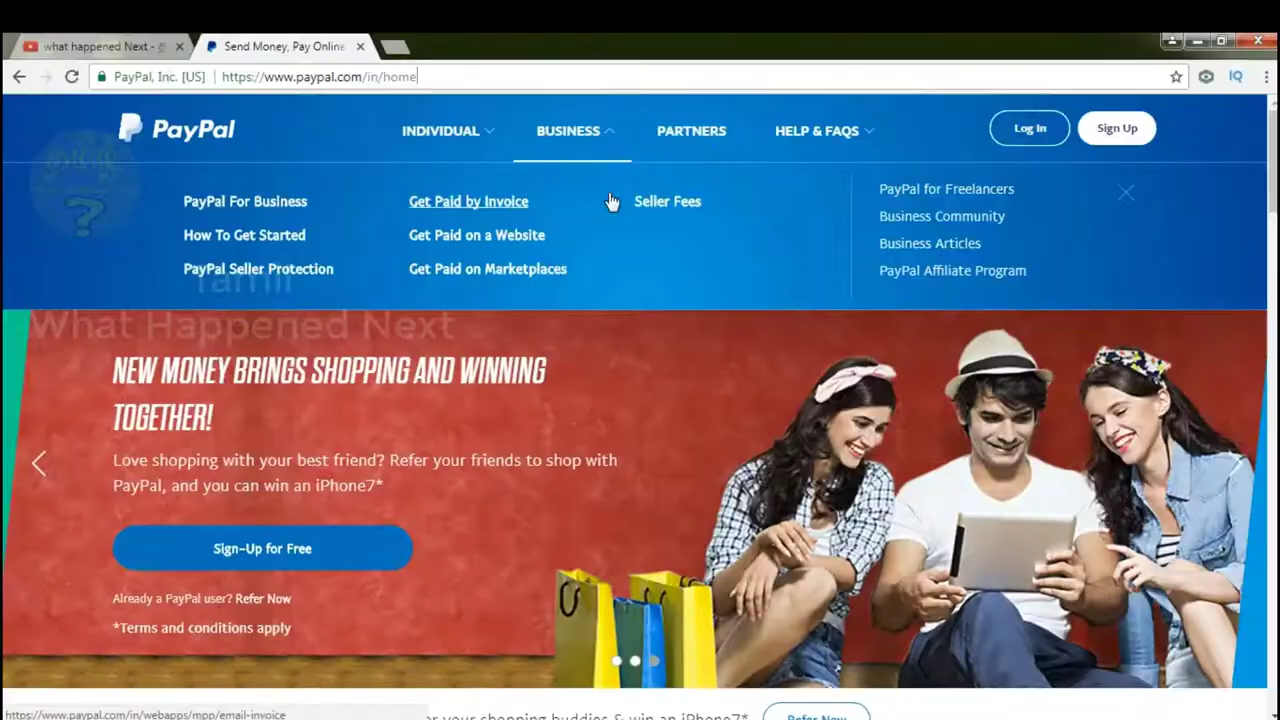 what happened Next - g
Send Money, Pay Online
PayPal, Inc. [US]
https://www.paypal.com/in/home
IQ
PayPal
INDIVIDUAL
BUSINESS
PARTNERS
HELP & FAQS
Log In
Sign Up
PayPal For Business
Get Paid by Invoice
Seller Fees
How To Get Started
Get Paid on a Website
PayPal Seller Protection
Get Paid on Marketplaces
PayPal for Freelancers
Business Community
Business Articles
PayPal Affiliate Program
?
Tamil
What Happened Next
NEW MONEY BRINGS SHOPPING AND WINNING
TOGETHER!
Love shopping with your best friend? Refer your friends to shop with
PayPal, and you can win an iPhone7*
Sign-Up for Free
Already a PayPal user? Refer Now
*Terms and conditions apply
https://www.paypal.com/in/webapps/mpp/email-invoice
your shopping buddies & win an iPhone7*
Refer Now